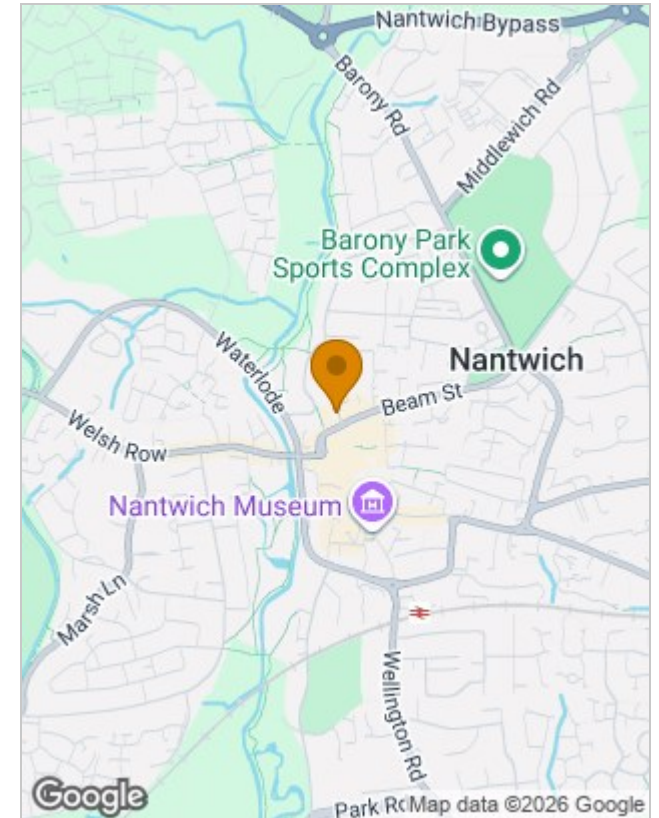 Nantwich Bypass
Barony Rd
Middlewich Rd
Barony Park
Sports Complex
Waterlode
Nantwich
Beam St
Welsh Row
Nantwich Museum
Marsh Ln
Wellington Rd
Google
Park Rd
Map data ©2026 Google